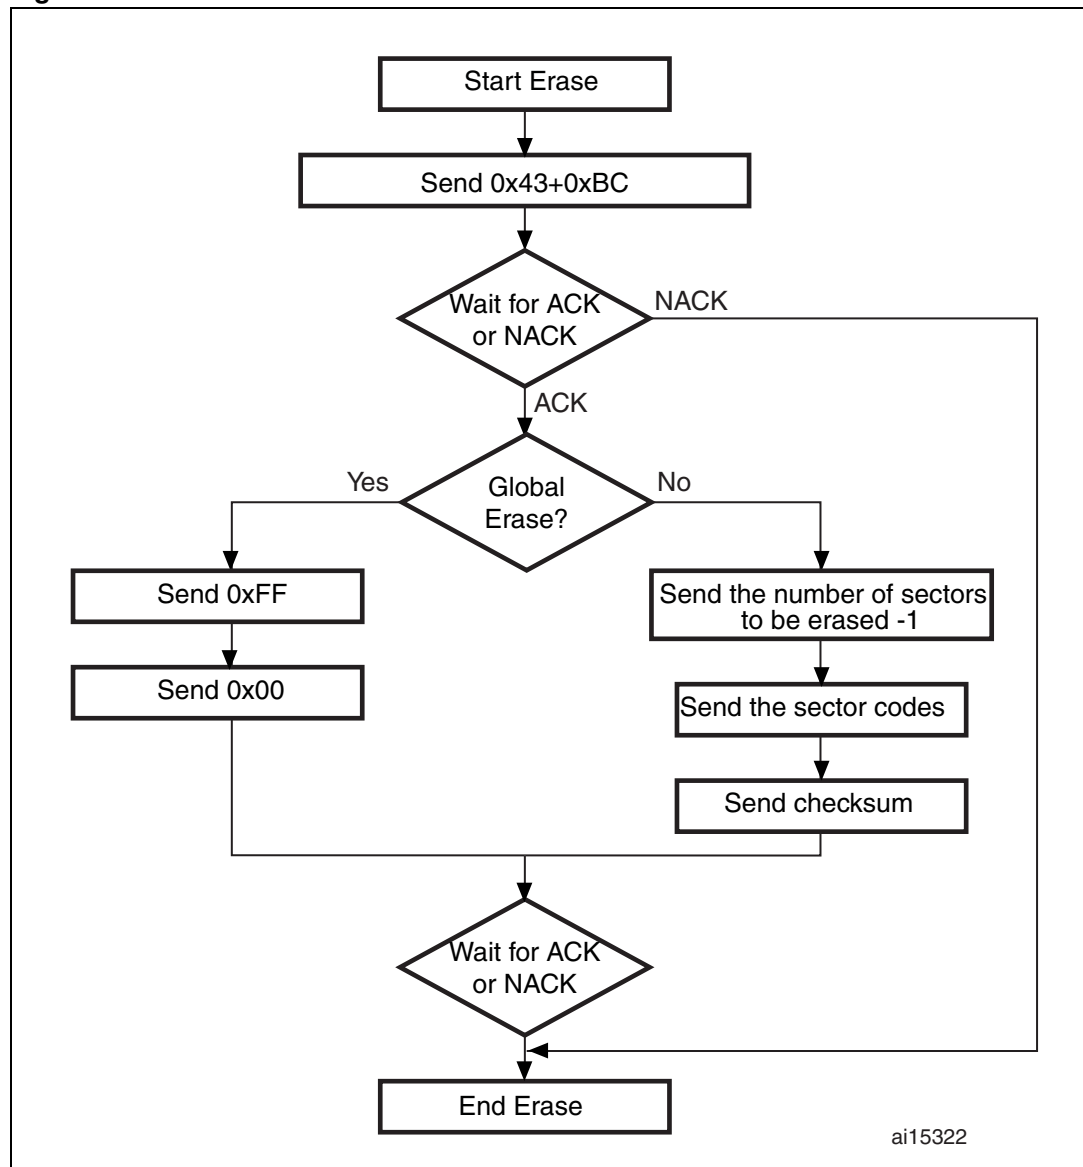 Start Erase
Send 0x43+0xBC
Wait for ACK
or NACK
NACK
ACK
Yes
Global
Erase?
No
Send 0xFF
Send the number of sectors
to be erased -1
Send 0x00
Send the sector codes
Send checksum
Wait for ACK
or NACK
End Erase
ai15322